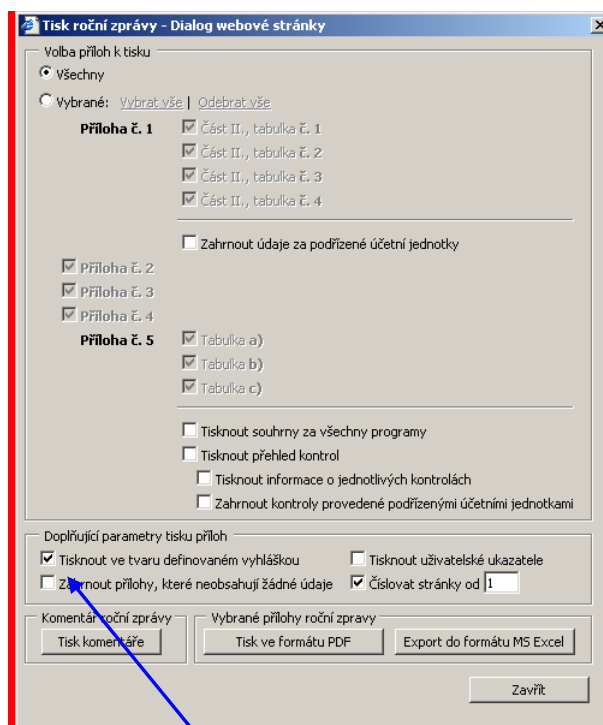 Tisk roční zprávy - Dialog webové stránky
Volba příloh k tisku
Všechny
Vybrané: Vybrat vše | Odebrat vše
Příloha č. 1 Část II., tabulka č. 1
Část II., tabulka č. 2
Část II., tabulka č. 3
Část II., tabulka č. 4
Zahrnout údaje za podřízené účetní jednotky
Příloha č. 2
Příloha č. 3
Příloha č. 4
Příloha č. 5 Tabulka a)
Tabulka b)
Tabulka c)
Tisknout souhrny za všechny programy
Tisknout přehled kontrol
Tisknout informace o jednotlivých kontrolách
Zahrnout kontroly provedené podřízenými účetními jednotkami
Doplňující parametry tisku příloh
Tisknout ve tvaru definovaném vyhláškou Tisknout uživatelské ukazatele
Zahrnout přílohy, které neobsahují žádné údaje Číslovat stránky od 1
Komentář roční zprávy Vybrané přílohy roční zpravy
Tisk komentáře Tisk ve formátu PDF Export do formátu MS Excel
Zavřít